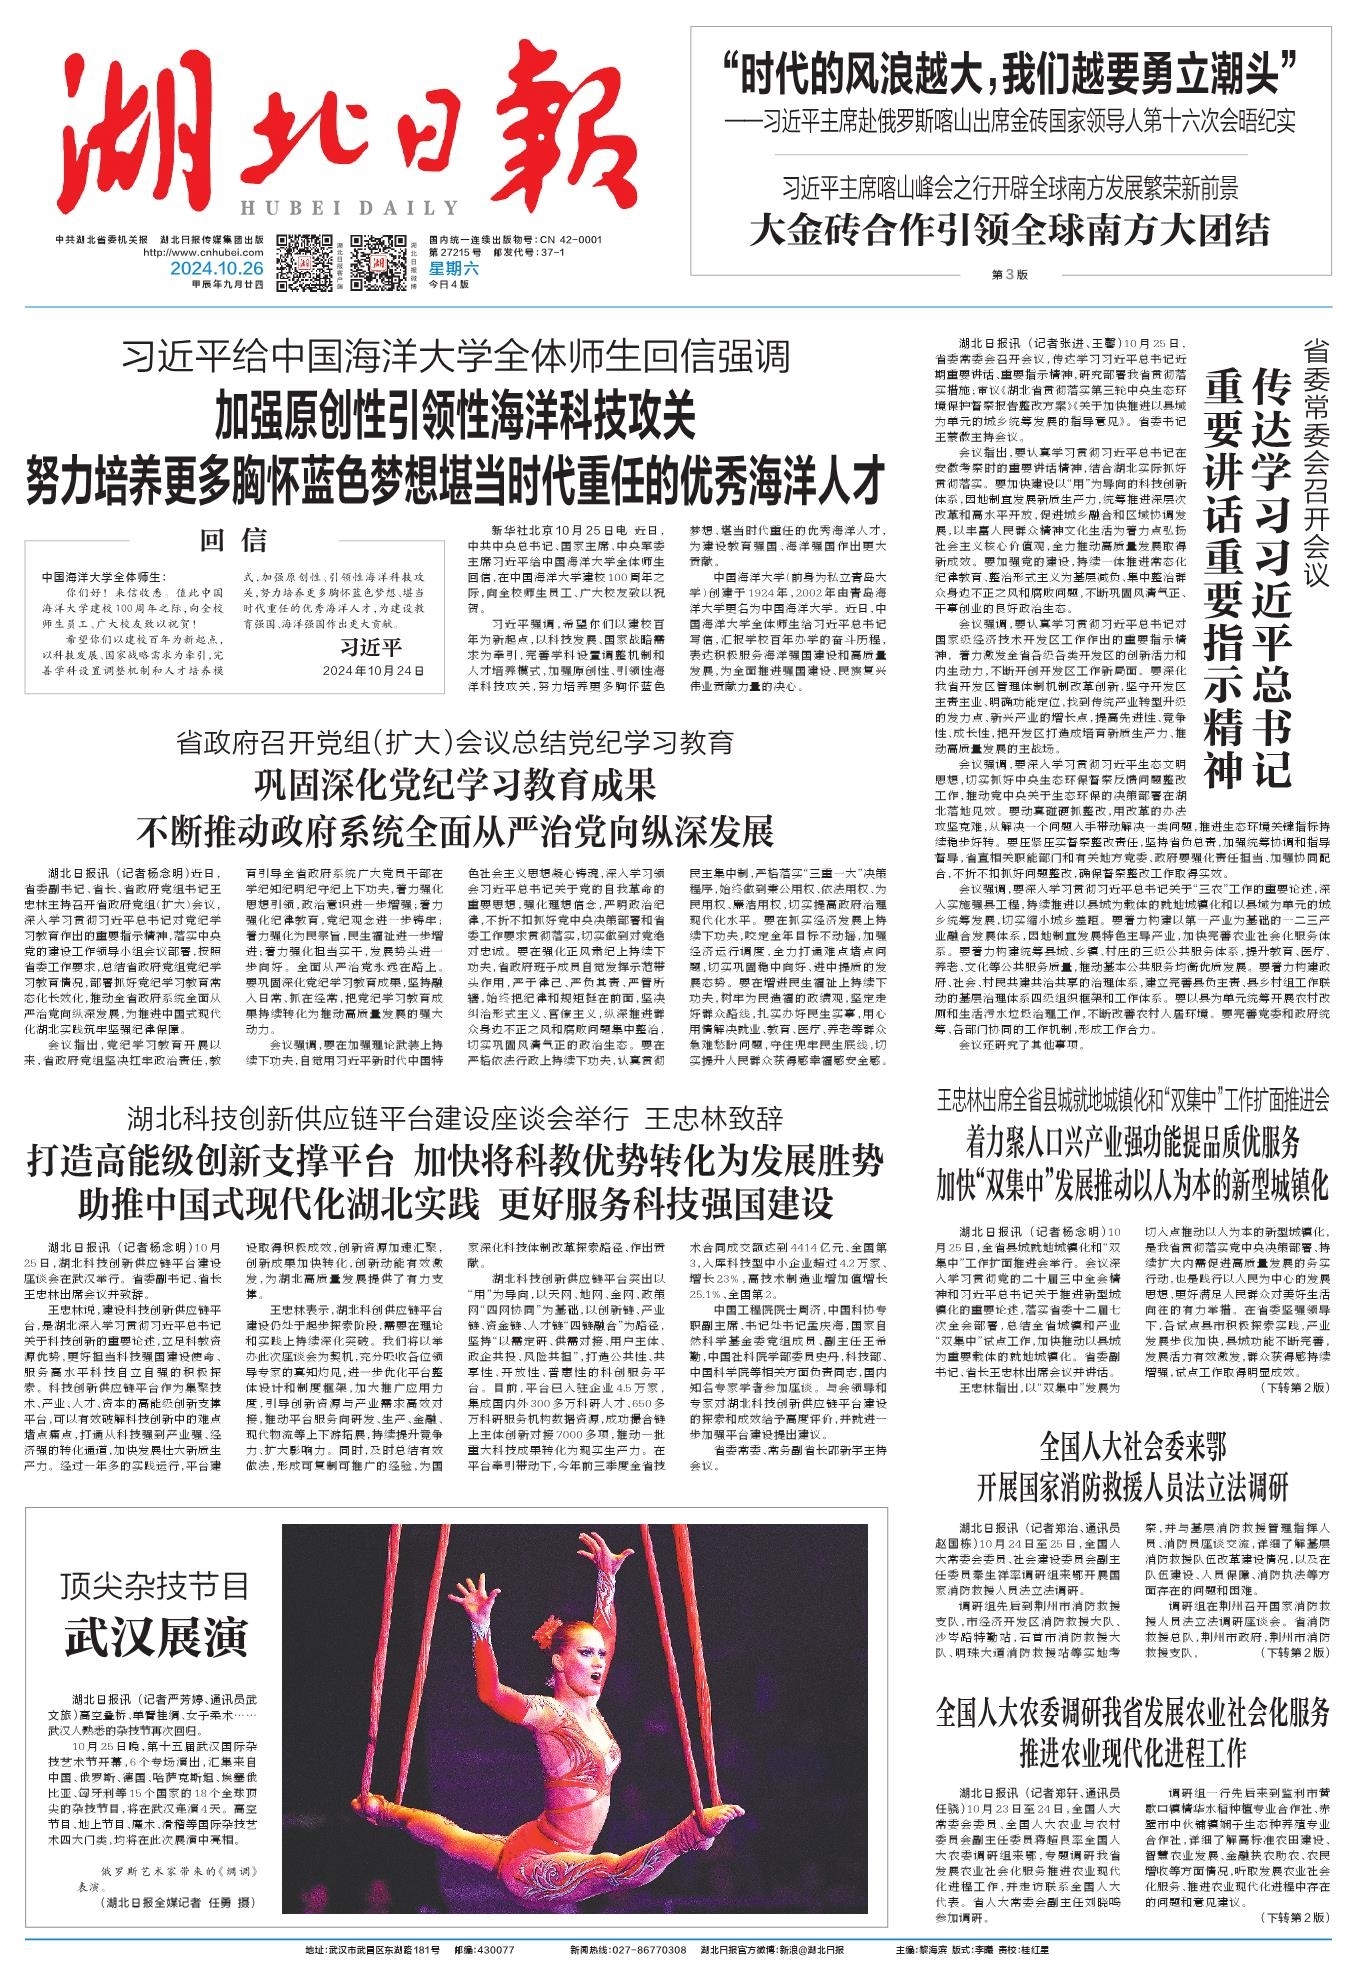 湖北日報
HUBEI DAILY
中共湖北省委机关报 湖北日报传媒集团出版
http://www.cnhubei.com
2024.10.26
甲辰年九月廿四
湖北日报客户端
湖北日报微博
国内统一连续出版物号:CN 42-0001
第27215号 邮发代号:37-1
星期六
今日4版
“时代的风浪越大,我们越要勇立潮头”
——习近平主席赴俄罗斯喀山出席金砖国家领导人第十六次会晤纪实
习近平主席喀山峰会之行开辟全球南方发展繁荣新前景
大金砖合作引领全球南方大团结
第3版
习近平给中国海洋大学全体师生回信强调
加强原创性引领性海洋科技攻关
努力培养更多胸怀蓝色梦想堪当时代重任的优秀海洋人才
回信
中国海洋大学全体师生:
你们好!来信收悉。值此中国
海洋大学建校100周年之际,向全校
师生员工、广大校友致以祝贺!
希望你们以建校百年为新起点,
以科技发展、国家战略需求为牵引,完
善学科设置调整机制和人才培养模
式,加强原创性、引领性海洋科技攻
关,努力培养更多胸怀蓝色梦想、堪当
时代重任的优秀海洋人才,为建设教
育强国、海洋强国作出更大贡献。
习近平
2024年10月24日
新华社北京10月25日电 近日,
中共中央总书记、国家主席、中央军委
主席习近平给中国海洋大学全体师生
回信,在中国海洋大学建校100周年之
际,向全校师生员工、广大校友致以祝
贺。
习近平强调,希望你们以建校百
年为新起点,以科技发展、国家战略需
求为牵引,完善学科设置调整机制和
人才培养模式,加强原创性、引领性海
洋科技攻关,努力培养更多胸怀蓝色
梦想、堪当时代重任的优秀海洋人才,
为建设教育强国、海洋强国作出更大
贡献。
中国海洋大学(前身为私立青岛大
学)创建于1924年,2002年由青岛海
洋大学更名为中国海洋大学。近日,中
国海洋大学全体师生给习近平总书记
写信,汇报学校百年办学的奋斗历程,
表达积极服务海洋强国建设和高质量
发展,为全面推进强国建设、民族复兴
伟业贡献力量的决心。
省政府召开党组(扩大)会议总结党纪学习教育
巩固深化党纪学习教育成果
不断推动政府系统全面从严治党向纵深发展
湖北日报讯(记者杨念明)近日,
省委副书记、省长、省政府党组书记王
忠林主持召开省政府党组(扩大)会议,
深入学习贯彻习近平总书记对党纪学
习教育作出的重要指示精神,落实中央
党的建设工作领导小组会议部署,按照
省委工作要求,总结省政府党组党纪学
习教育情况,部署抓好党纪学习教育常
态化长效化,推动全省政府系统全面从
严治党向纵深发展,为推进中国式现代
化湖北实践筑牢坚强纪律保障。
会议指出,党纪学习教育开展以
来,省政府党组坚决扛牢政治责任,教
育引导全省政府系统广大党员干部在
学纪知纪明纪守纪上下功夫,着力强化
思想引领,政治意识进一步增强;着力
强化纪律教育,党纪观念进一步铸牢;
着力强化为民宗旨,民生福祉进一步增
进;着力强化担当实干,发展势头进一
步向好。全面从严治党永远在路上。
要巩固深化党纪学习教育成果,坚持融
入日常、抓在经常,把党纪学习教育成
果持续转化为推动高质量发展的强大
动力。
会议强调,要在加强理论武装上持
续下功夫,自觉用习近平新时代中国特
色社会主义思想凝心铸魂,深入学习领
会习近平总书记关于党的自我革命的
重要思想,强化理想信念,严明政治纪
律,不折不扣抓好党中央决策部署和省
委工作要求贯彻落实,切实做到对党绝
对忠诚。要在强化正风肃纪上持续下
功夫,省政府班子成员自觉发挥示范带
头作用,严于律己、严负其责、严管所
辖,始终把纪律和规矩挺在前面,坚决
纠治形式主义、官僚主义,纵深推进群
众身边不正之风和腐败问题集中整治,
切实巩固风清气正的政治生态。要在
严格依法行政上持续下功夫,认真贯彻
民主集中制,严格落实“三重一大”决策
程序,始终做到秉公用权、依法用权、为
民用权、廉洁用权,切实提高政府治理
现代化水平。要在抓实经济发展上持
续下功夫,咬定全年目标不动摇,加强
经济运行调度,全力打通难点堵点问
题,切实巩固稳中向好、进中提质的发
展态势。要在增进民生福祉上持续下
功夫,树牢为民造福的政绩观,坚定走
好群众路线,扎实办好民生实事,用心
用情解决就业、教育、医疗、养老等群众
急难愁盼问题,守住兜牢民生底线,切
实提升人民群众获得感幸福感安全感。
湖北科技创新供应链平台建设座谈会举行 王忠林致辞
打造高能级创新支撑平台 加快将科教优势转化为发展胜势
助推中国式现代化湖北实践 更好服务科技强国建设
湖北日报讯(记者杨念明)10月
25日,湖北科技创新供应链平台建设
座谈会在武汉举行。省委副书记、省长
王忠林出席会议并致辞。
王忠林说,建设科技创新供应链平
台,是湖北深入学习贯彻习近平总书记
关于科技创新的重要论述,立足科教资
源优势,更好担当科技强国建设使命、
服务高水平科技自立自强的积极探
索。科技创新供应链平台作为集聚技
术、产业、人才、资本的高能级创新支撑
平台,可以有效破解科技创新中的难点
堵点痛点,打通从科技强到产业强、经
济强的转化通道,加快发展壮大新质生
产力。经过一年多的实践运行,平台建
设取得积极成效,创新资源加速汇聚,
创新成果加快转化,创新动能有效激
发,为湖北高质量发展提供了有力支
撑。
王忠林表示,湖北科创供应链平台
建设仍处于起步探索阶段,需要在理论
和实践上持续深化突破。我们将以举
办此次座谈会为契机,充分吸收各位领
导专家的真知灼见,进一步优化平台整
体设计和制度框架,加大推广应用力
度,引导创新资源与产业需求高效对
接,推动平台服务向研发、生产、金融、
现代物流等上下游拓展,持续提升竞争
力、扩大影响力。同时,及时总结有效
做法,形成可复制可推广的经验,为国
家深化科技体制改革探索路径、作出贡
献。
湖北科技创新供应链平台突出以
“用”为导向,以天网、地网、金网、政策
网“四网协同”为基础,以创新链、产业
链、资金链、人才链“四链融合”为路径,
坚持“以需定研、供需对接、用户主体、
政企共投、风险共担”,打造公共性、共
享性、开放性、普惠性的科创服务平
台。目前,平台已入驻企业4.5万家,
集成国内外300多万科研人才、650多
万科研服务机构数据资源,成功撮合链
上主体创新对接7000多项,推动一批
重大科技成果转化为现实生产力。在
平台牵引带动下,今年前三季度全省技
术合同成交额达到4414亿元、全国第
3,入库科技型中小企业超过4.2万家、
增长23%,高技术制造业增加值增长
25.1%、全国第2。
中国工程院院士周济,中国科协专
职副主席、书记处书记孟庆海,国家自
然科学基金委党组成员、副主任王希
勤,中国社科院学部委员史丹,科技部、
中国科学院等相关方面负责同志,国内
知名专家学者参加座谈。与会领导和
专家对湖北科技创新供应链平台建设
的探索和成效给予高度评价,并就进一
步加强平台建设提出建议。
省委常委、常务副省长邵新宇主持
会议。
顶尖杂技节目
武汉展演
湖北日报讯(记者严芳婷、通讯员武
文旅)高空叠桥、单臂挂绸、女子柔术……
武汉人熟悉的杂技节再次回归。
10月25日晚,第十五届武汉国际杂
技艺术节开幕,6个专场演出,汇集来自
中国、俄罗斯、德国、哈萨克斯坦、埃塞俄
比亚、匈牙利等15个国家的18个全球顶
尖的杂技节目,将在武汉连演4天。高空
节目、地上节目、魔术、滑稽等国际杂技艺
术四大门类,均将在此次展演中亮相。
俄罗斯艺术家带来的《绸调》
表演。
(湖北日报全媒记者 任勇 摄)
省委常委会召开会议
传达学习习近平总书记
重要讲话重要指示精神
湖北日报讯(记者张进、王馨)10月25日,
省委常委会召开会议,传达学习习近平总书记近
期重要讲话、重要指示精神,研究部署我省贯彻落
实措施;审议《湖北省贯彻落实第三轮中央生态环
境保护督察报告整改方案》《关于加快推进以县域
为单元的城乡统筹发展的指导意见》。省委书记
王蒙徽主持会议。
会议指出,要认真学习贯彻习近平总书记在
安徽考察时的重要讲话精神,结合湖北实际抓好
贯彻落实。要加快建设以“用”为导向的科技创新
体系,因地制宜发展新质生产力,统筹推进深层次
改革和高水平开放,促进城乡融合和区域协调发
展,以丰富人民群众精神文化生活为着力点弘扬
社会主义核心价值观,全力推动高质量发展取得
新成效。要加强党的建设,持续一体推进常态化
纪律教育、整治形式主义为基层减负、集中整治群
众身边不正之风和腐败问题,不断巩固风清气正、
干事创业的良好政治生态。
会议强调,要认真学习贯彻习近平总书记对
国家级经济技术开发区工作作出的重要指示精
神,着力激发全省各级各类开发区的创新活力和
内生动力,不断开创开发区工作新局面。要深化
我省开发区管理体制机制改革创新,坚守开发区
主责主业、明确功能定位,找到传统产业转型升级
的发力点、新兴产业的增长点,提高先进性、竞争
性、成长性,把开发区打造成培育新质生产力、推
动高质量发展的主战场。
会议强调,要深入学习贯彻习近平生态文明
思想,切实抓好中央生态环保督察反馈问题整改
工作,推动党中央关于生态环保的决策部署在湖
北落地见效。要动真碰硬抓整改,用改革的办法
攻坚克难,从解决一个问题入手带动解决一类问题,推进生态环境关键指标持
续稳步好转。要压紧压实督察整改责任,坚持省负总责,加强统筹协调和指导
督导,省直相关职能部门和有关地方党委、政府要强化责任担当、加强协同配
合,不折不扣抓好问题整改,确保督察整改工作取得实效。
会议强调,要深入学习贯彻习近平总书记关于“三农”工作的重要论述,深
入实施强县工程,持续推进以县域为载体的就地城镇化和以县域为单元的城
乡统筹发展,切实缩小城乡差距。要着力构建以第一产业为基础的一二三产
业融合发展体系,因地制宜发展特色主导产业,加快完善农业社会化服务体
系。要着力构建统筹县城、乡镇、村庄的三级公共服务体系,提升教育、医疗、
养老、文化等公共服务质量,推动基本公共服务均衡优质发展。要着力构建政
府、社会、村民共建共治共享的治理体系,建立完善县负主责、县乡村组工作联
动的基层治理体系四级组织框架和工作体系。要以县为单元统筹开展农村改
厕和生活污水垃圾治理工作,不断改善农村人居环境。要完善党委和政府统
筹、各部门协同的工作机制,形成工作合力。
会议还研究了其他事项。
王忠林出席全省县城就地城镇化和“双集中”工作扩面推进会
着力聚人口兴产业强功能提品质优服务
加快“双集中”发展推动以人为本的新型城镇化
湖北日报讯(记者杨念明)10
月25日,全省县城就地城镇化和“双
集中”工作扩面推进会举行。会议深
入学习贯彻党的二十届三中全会精
神和习近平总书记关于推进新型城
镇化的重要论述,落实省委十二届七
次全会部署,总结全省城镇和产业
“双集中”试点工作,加快推动以县城
为重要载体的就地城镇化。省委副
书记、省长王忠林出席会议并讲话。
王忠林指出,以“双集中”发展为
切入点推动以人为本的新型城镇化,
是我省贯彻落实党中央决策部署、持
续扩大内需促进高质量发展的务实
行动,也是践行以人民为中心的发展
思想,更好满足人民群众对美好生活
向往的有力举措。在省委坚强领导
下,各试点县市积极探索实践,产业
发展步伐加快,县城功能不断完善,
发展活力有效激发,群众获得感持续
增强,试点工作取得明显成效。
(下转第2版)
全国人大社会委来鄂
开展国家消防救援人员法立法调研
湖北日报讯(记者郑治、通讯员
赵国栋)10月24日至25日,全国人
大常委会委员、社会建设委员会副主
任委员秦生祥率调研组来鄂开展国
家消防救援人员法立法调研。
调研组先后到荆州市消防救援
支队,市经济开发区消防救援大队、
沙岑路特勤站,石首市消防救援大
队、明珠大道消防救援站等实地考
察,并与基层消防救援管理指挥人
员、消防员座谈交流,详细了解基层
消防救援队伍改革建设情况,以及在
队伍建设、人员保障、消防执法等方
面存在的问题和困难。
调研组在荆州召开国家消防救
援人员法立法调研座谈会。省消防
救援总队,荆州市政府,荆州市消防
救援支队。 (下转第2版)
全国人大农委调研我省发展农业社会化服务
推进农业现代化进程工作
湖北日报讯(记者郑轩、通讯员
任骁)10月23日至24日,全国人大
常委会委员、全国人大农业与农村
委员会副主任委员蒋超良率全国人
大农委调研组来鄂,专题调研我省
发展农业社会化服务推进农业现代
化进程工作,并走访联系全国人大
代表。省人大常委会副主任刘晓鸣
参加调研。
调研组一行先后来到监利市黄
歇口镇精华水稻种植专业合作社、赤
壁市中伙铺镇娴子生态种养殖专业
合作社,详细了解高标准农田建设、
智慧农业发展、金融扶农助农、农民
增收等方面情况,听取发展农业社会
化服务、推进农业现代化进程中存在
的问题和意见建议。
(下转第2版)
地址:武汉市武昌区东湖路181号 邮编:430077 新闻热线:027-86770308 湖北日报官方微博:新浪@湖北日报 主编:黎海滨 版式:李曦 责校:桂红星